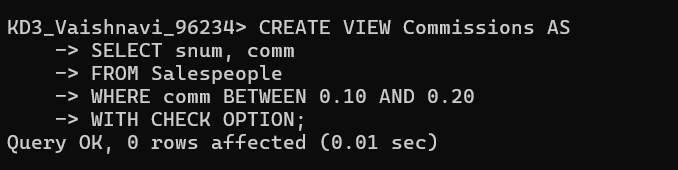 KD3_Vaishnavi_96234> CREATE VIEW Commissions AS
    -> SELECT snum, comm
    -> FROM Salespeople
    -> WHERE comm BETWEEN 0.10 AND 0.20
    -> WITH CHECK OPTION;
Query OK, 0 rows affected (0.01 sec)